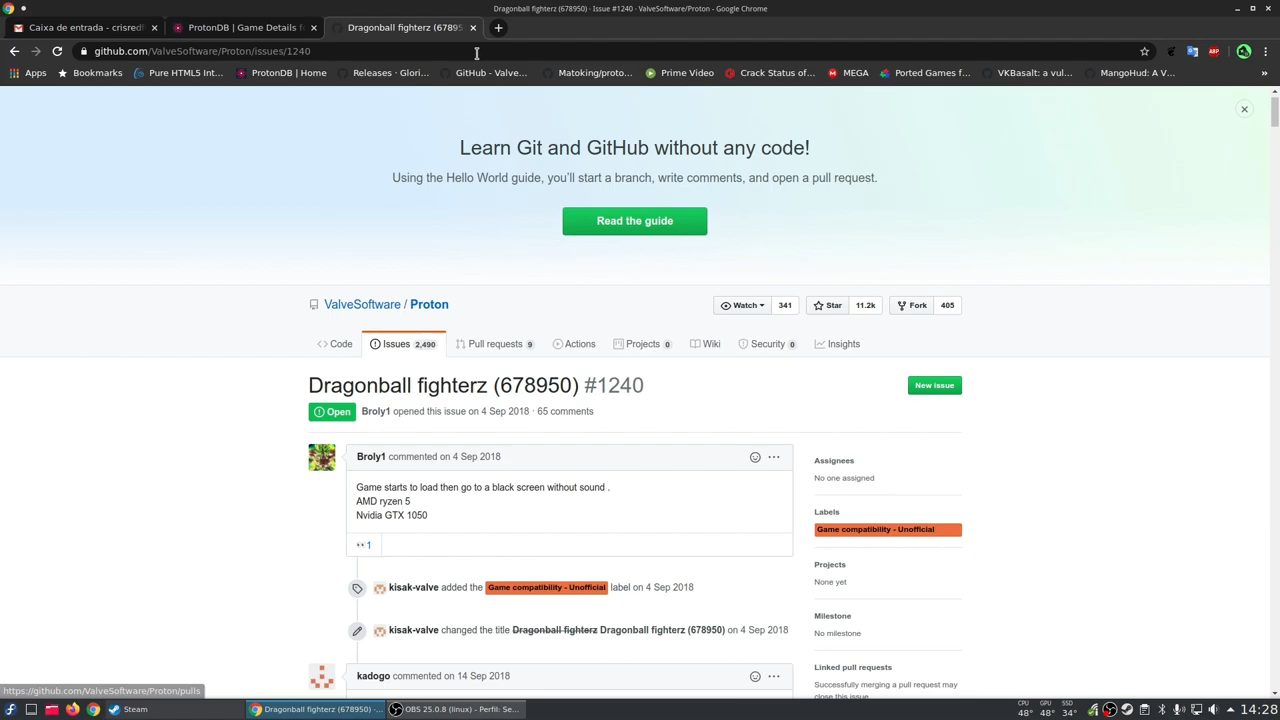 Dragonball fighterz (678950) · Issue #1240 · ValveSoftware/Proton - Google Chrome
Caixa de entrada - crisredf
ProtonDB | Game Details fo
Dragonball fighterz (67895
github.com/ValveSoftware/Proton/issues/1240
Apps
Bookmarks
Pure HTML5 Int...
ProtonDB | Home
Releases · Glori...
GitHub - Valve...
Matoking/proto...
Prime Video
Crack Status of...
MEGA
Ported Games f...
VKBasalt: a vul...
MangoHud: A V...
»
Learn Git and GitHub without any code!
Using the Hello World guide, you'll start a branch, write comments, and open a pull request.
Read the guide
ValveSoftware / Proton
Watch 341
Star 11.2k
Fork 405
Code
Issues 2,490
Pull requests 9
Actions
Projects 0
Wiki
Security 0
Insights
Dragonball fighterz (678950) #1240
New issue
Open
Broly1 opened this issue on 4 Sep 2018 · 65 comments
Broly1 commented on 4 Sep 2018
Game starts to load then go to a black screen without sound .
AMD ryzen 5
Nvidia GTX 1050
1
kisak-valve added the Game compatibility - Unofficial label on 4 Sep 2018
kisak-valve changed the title Dragonball fighterz Dragonball fighterz (678950) on 4 Sep 2018
kadogo commented on 14 Sep 2018
Assignees
No one assigned
Labels
Game compatibility - Unofficial
Projects
None yet
Milestone
No milestone
Linked pull requests
Successfully merging a pull request may
close this issue.
https://github.com/ValveSoftware/Proton/pulls
Steam
Dragonball fighterz (678950) ·...
OBS 25.0.8 (linux) - Perfil: Se...
CPU
48°
GPU
48°
SSD
34°
14:28
ABP